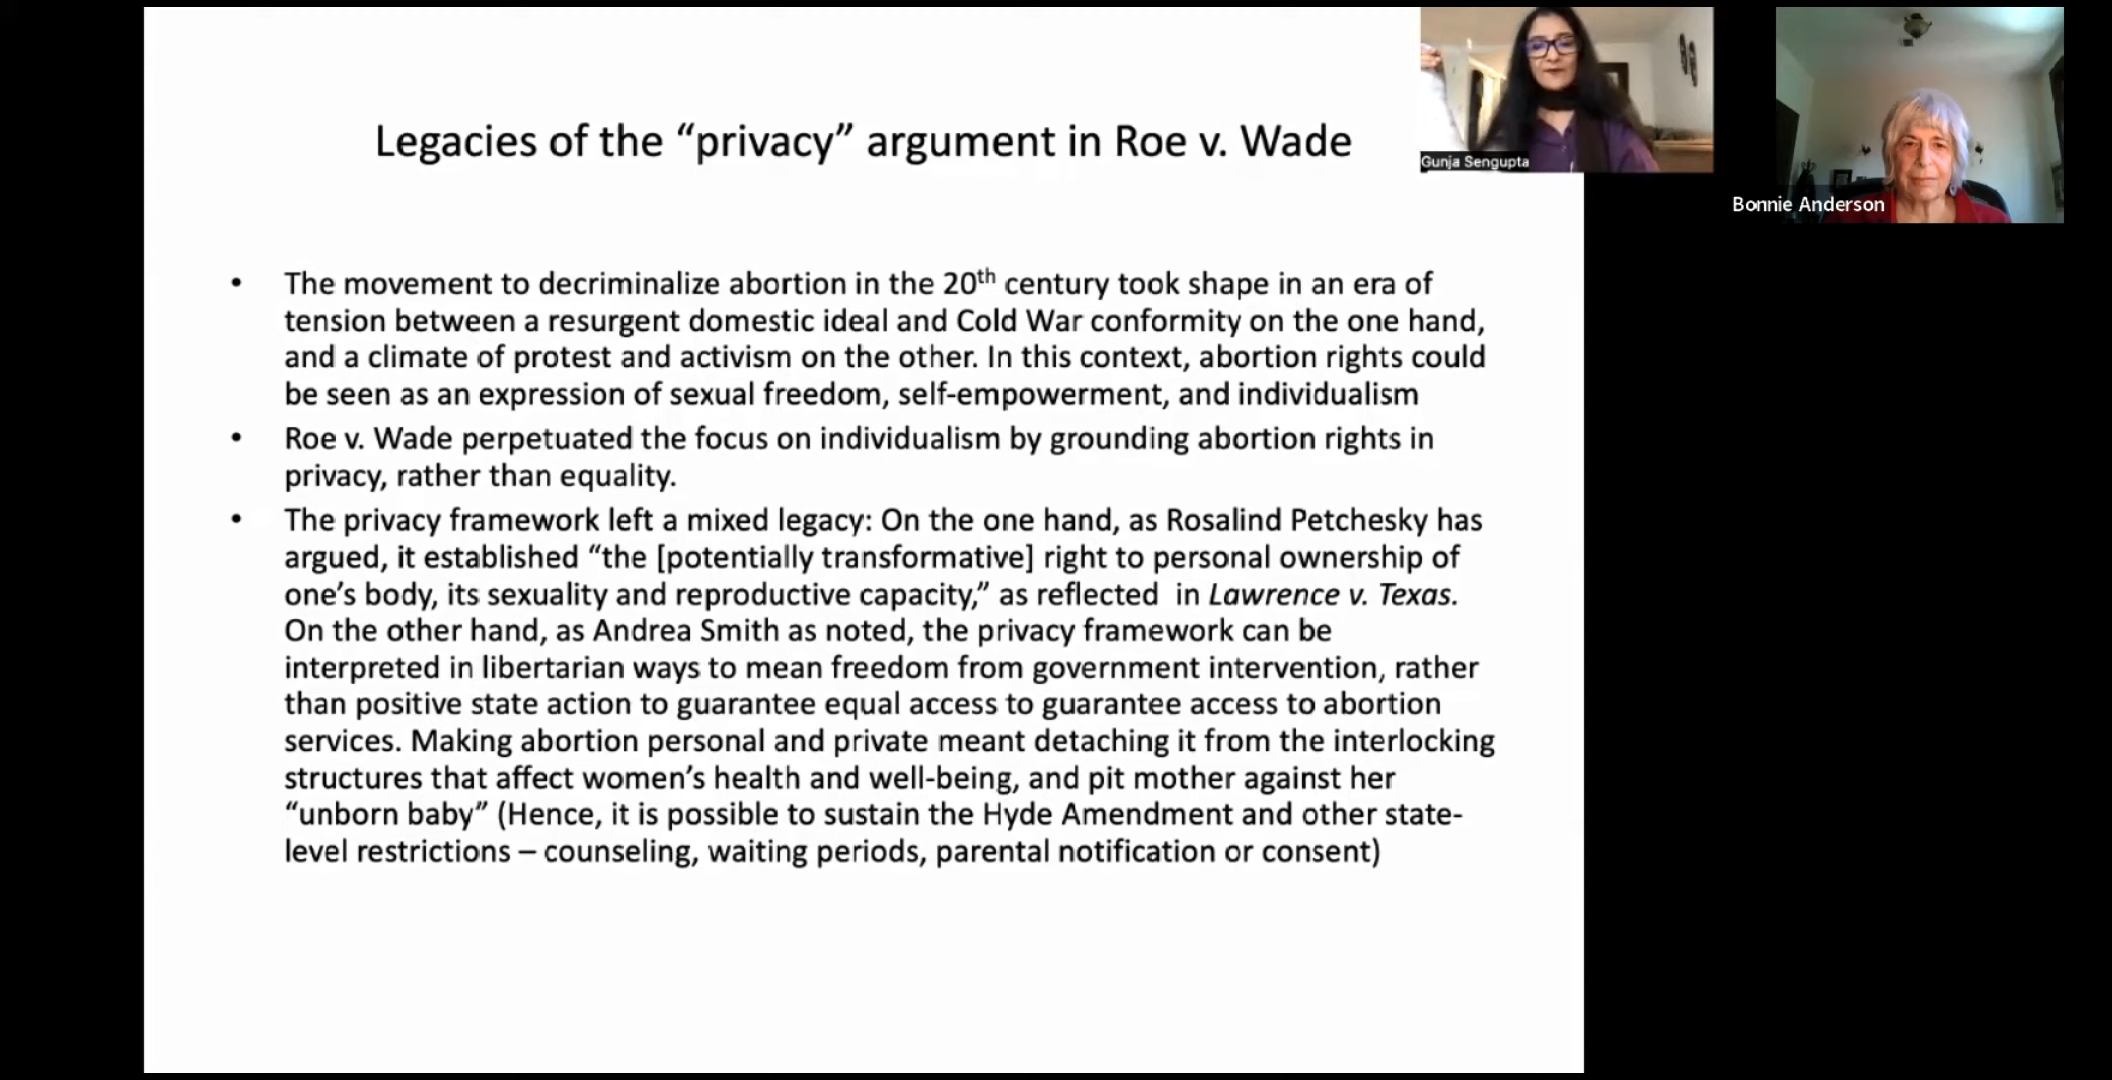 Legacies of the “privacy” argument in Roe v. Wade
Gunja Sengupta
Bonnie Anderson
• The movement to decriminalize abortion in the 20th century took shape in an era of
tension between a resurgent domestic ideal and Cold War conformity on the one hand,
and a climate of protest and activism on the other. In this context, abortion rights could
be seen as an expression of sexual freedom, self-empowerment, and individualism
• Roe v. Wade perpetuated the focus on individualism by grounding abortion rights in
privacy, rather than equality.
• The privacy framework left a mixed legacy: On the one hand, as Rosalind Petchesky has
argued, it established “the [potentially transformative] right to personal ownership of
one’s body, its sexuality and reproductive capacity,” as reflected in Lawrence v. Texas.
On the other hand, as Andrea Smith as noted, the privacy framework can be
interpreted in libertarian ways to mean freedom from government intervention, rather
than positive state action to guarantee equal access to guarantee access to abortion
services. Making abortion personal and private meant detaching it from the interlocking
structures that affect women’s health and well-being, and pit mother against her
“unborn baby” (Hence, it is possible to sustain the Hyde Amendment and other state-
level restrictions – counseling, waiting periods, parental notification or consent)